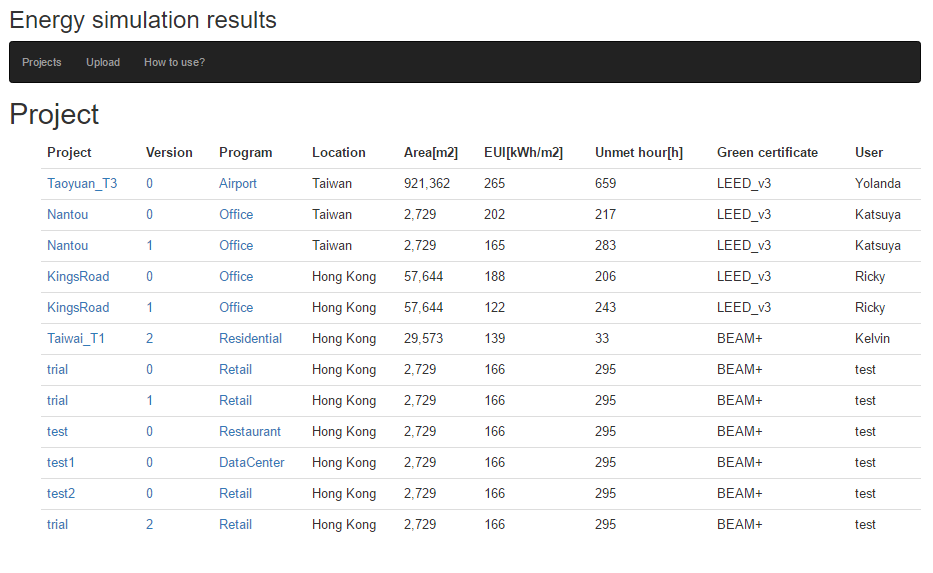 Energy simulation results
Projects Upload How to use?
Project
Project Version Program Location Area[m2] EUI[kWh/m2] Unmet hour[h] Green certificate User
Taoyuan_T3 0 Airport Taiwan 921,362 265 659 LEED_v3 Yolanda
Nantou 0 Office Taiwan 2,729 202 217 LEED_v3 Katsuya
Nantou 1 Office Taiwan 2,729 165 283 LEED_v3 Katsuya
KingsRoad 0 Office Hong Kong 57,644 188 206 LEED_v3 Ricky
KingsRoad 1 Office Hong Kong 57,644 122 243 LEED_v3 Ricky
Taiwai_T1 2 Residential Hong Kong 29,573 139 33 BEAM+ Kelvin
trial 0 Retail Hong Kong 2,729 166 295 BEAM+ test
trial 1 Retail Hong Kong 2,729 166 295 BEAM+ test
test 0 Restaurant Hong Kong 2,729 166 295 BEAM+ test
test1 0 DataCenter Hong Kong 2,729 166 295 BEAM+ test
test2 0 Retail Hong Kong 2,729 166 295 BEAM+ test
trial 2 Retail Hong Kong 2,729 166 295 BEAM+ test